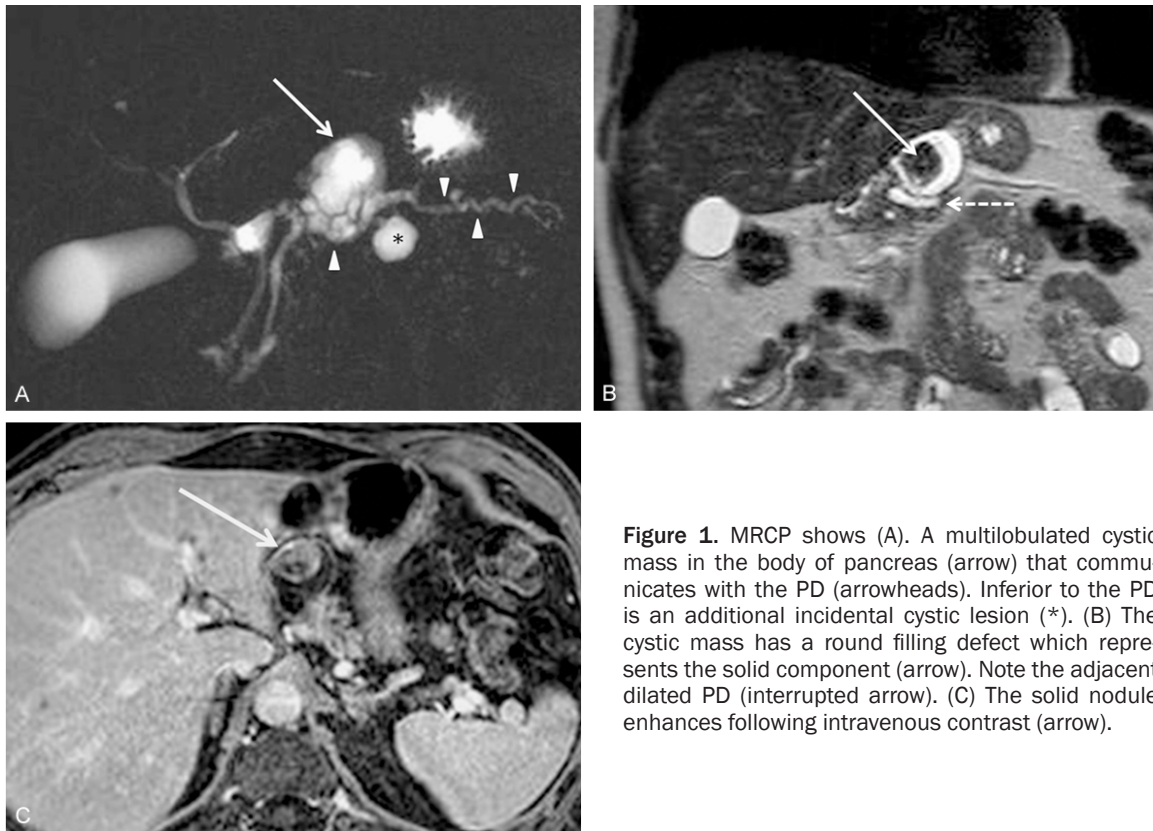 A
*
B
C
Figure 1. MRCP shows (A). A multilobulated cystic
mass in the body of pancreas (arrow) that commu-
nicates with the PD (arrowheads). Inferior to the PD
is an additional incidental cystic lesion (*). (B) The
cystic mass has a round filling defect which repre-
sents the solid component (arrow). Note the adjacent
dilated PD (interrupted arrow). (C) The solid nodule
enhances following intravenous contrast (arrow).